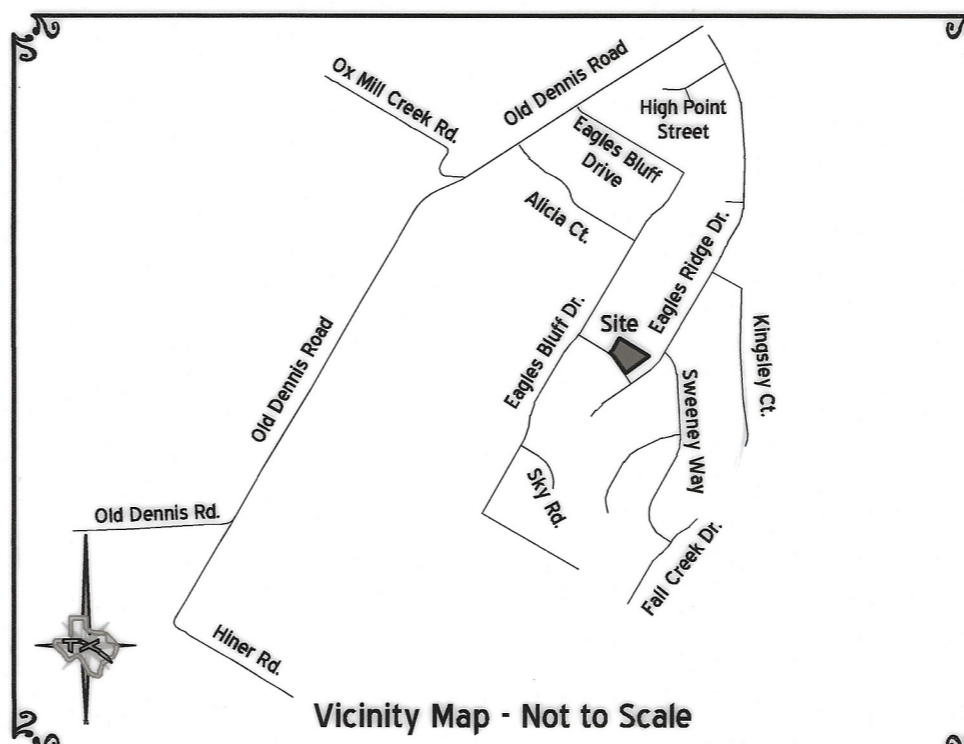 Ox Mill Creek Rd.
Old Dennis Road
High Point
Street
Eagles Bluff
Drive
Alicia Ct.
Eagles Ridge Dr.
Eagles Bluff Dr.
Site
Kingsley Ct.
Old Dennis Road
Sweeney Way
Sky Rd.
Old Dennis Rd.
Fall Creek Dr.
TX
Hiner Rd.
Vicinity Map - Not to Scale